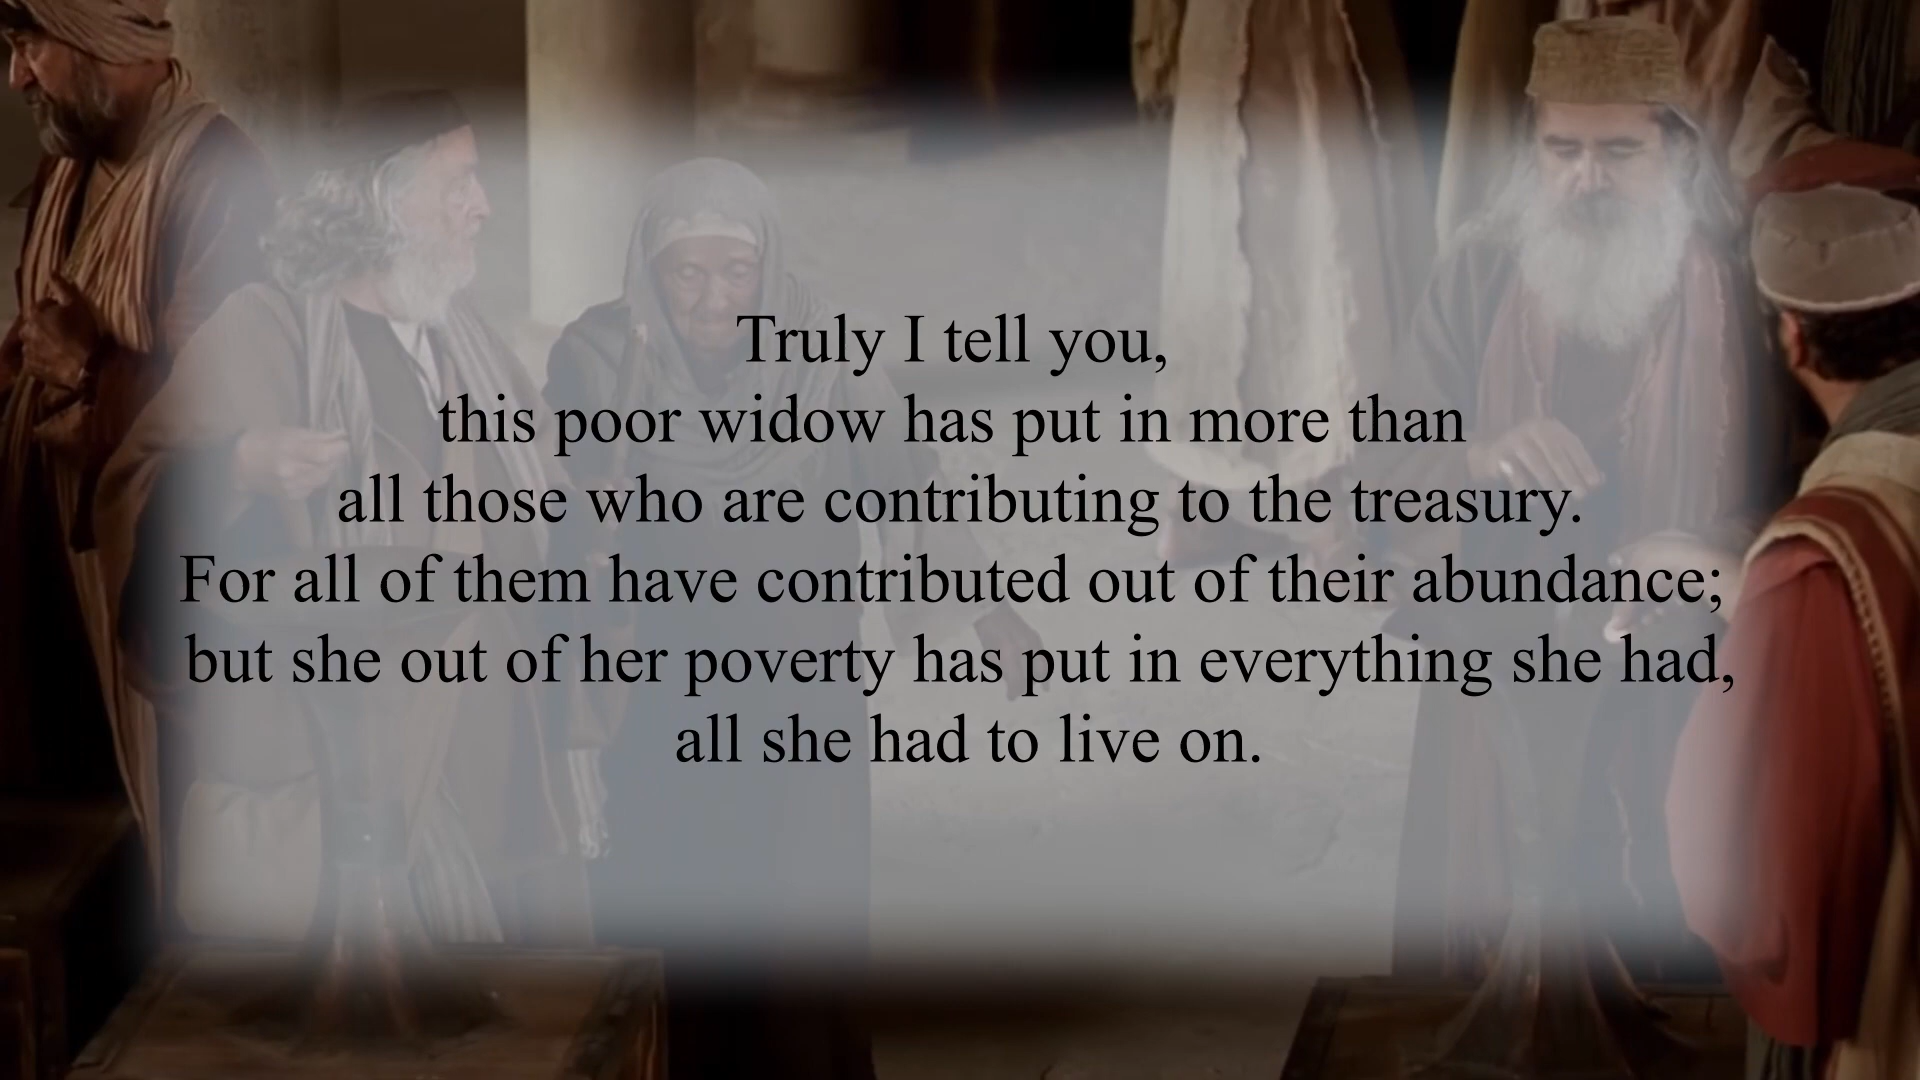 Truly I tell you,
this poor widow has put in more than
all those who are contributing to the treasury.
For all of them have contributed out of their abundance;
but she out of her poverty has put in everything she had,
all she had to live on.